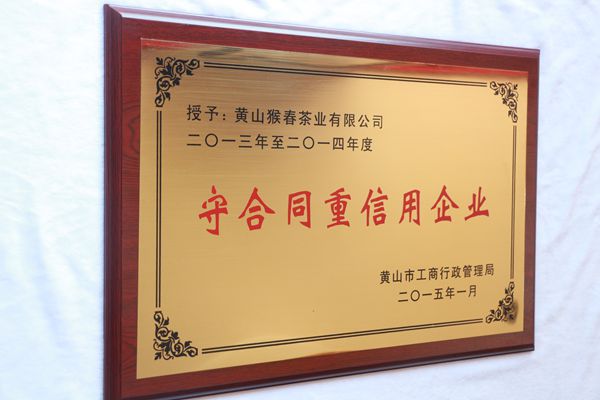 授予：黄山猴春茶业有限公司
二〇一三年至二〇一四年度
守合同重信用企业
黄山市工商行政管理局
二〇一五年一月